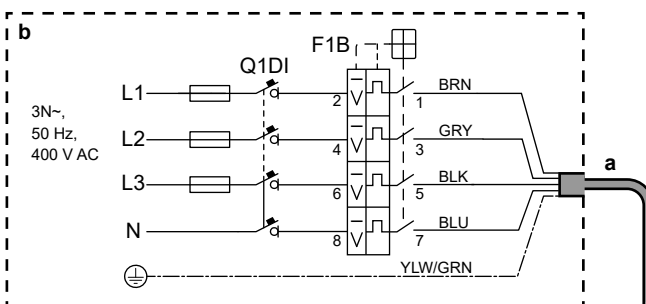 b
F1B
Q1DI
L1 2 1 BRN
3N~,
50 Hz,
400 V AC
L2 4 3 GRY
a
L3 6 5 BLK
N 8 7 BLU
YLW/GRN